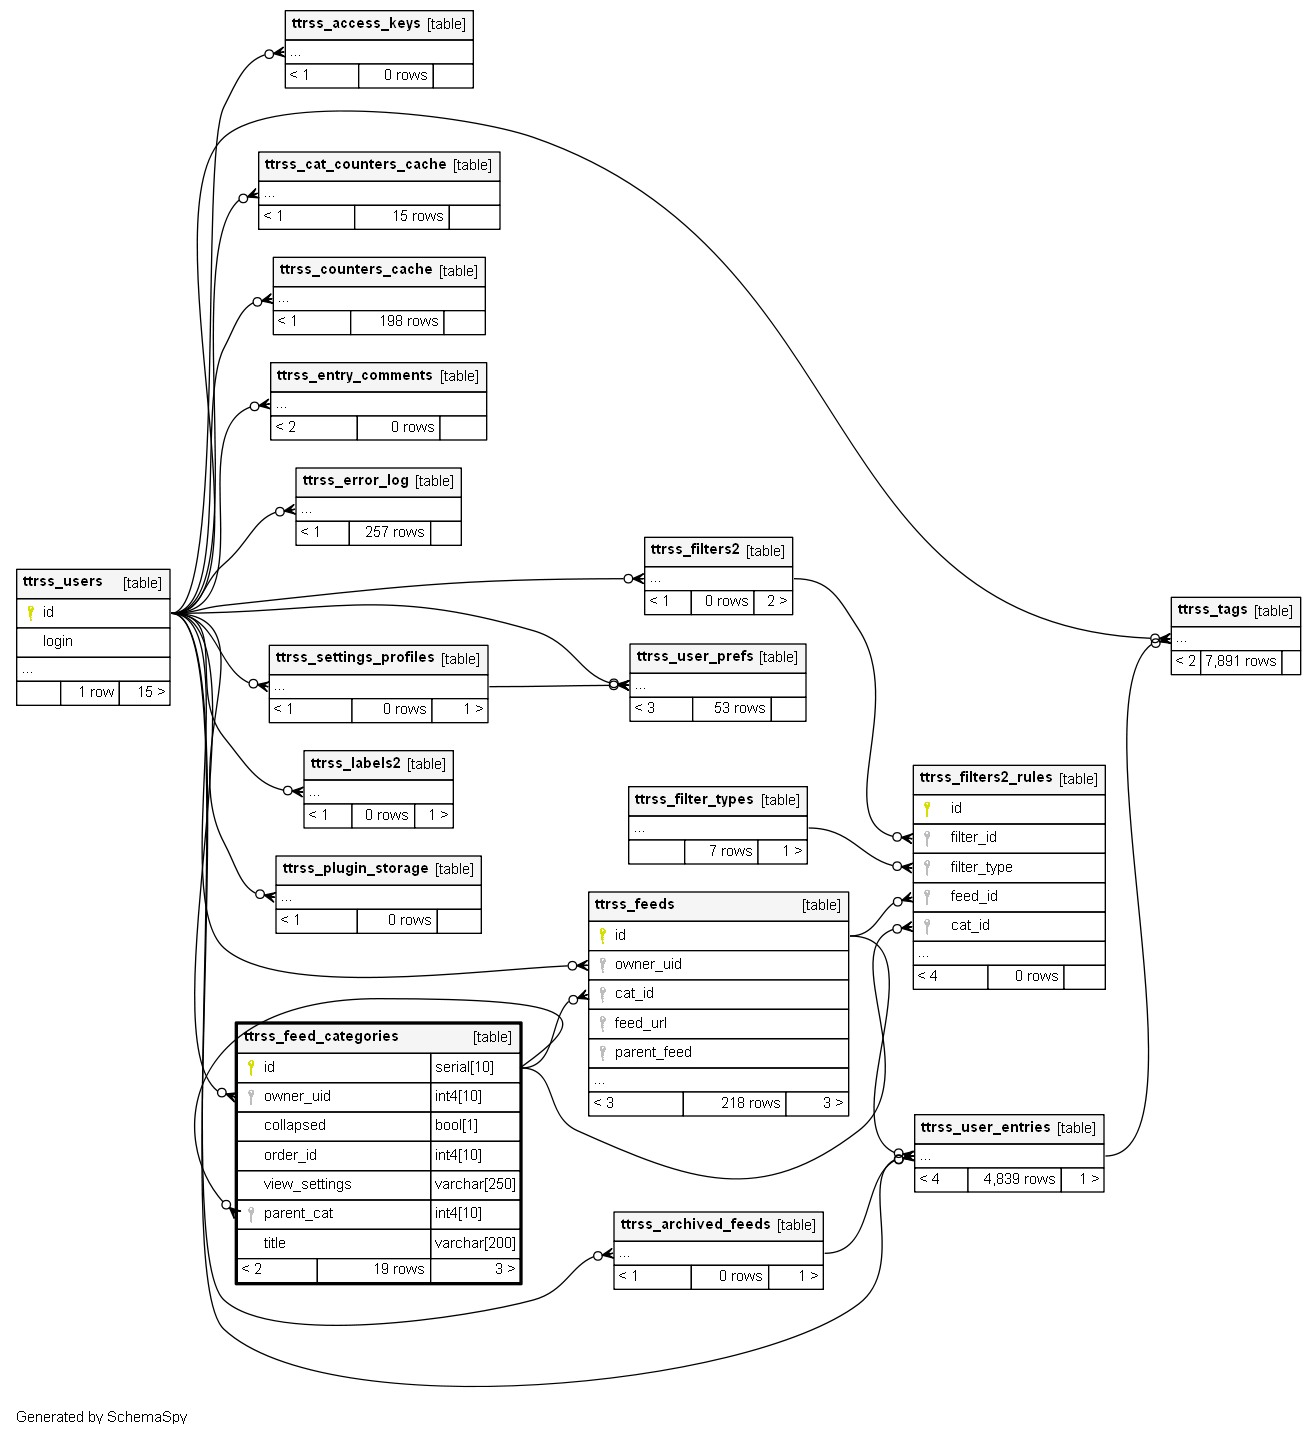 ttrss_access_keys [table]
...
< 1 0 rows
ttrss_cat_counters_cache [table]
...
< 1 15 rows
ttrss_counters_cache [table]
...
< 1 198 rows
ttrss_entry_comments [table]
...
< 2 0 rows
ttrss_error_log [table]
...
< 1 257 rows
ttrss_users [table]
id
login
...
1 row 15 >
ttrss_filters2 [table]
...
< 1 0 rows 2 >
ttrss_tags [table]
...
< 2 7,891 rows
ttrss_settings_profiles [table]
...
< 1 0 rows 1 >
ttrss_user_prefs [table]
...
< 3 53 rows
ttrss_labels2 [table]
...
< 1 0 rows 1 >
ttrss_filter_types [table]
...
7 rows 1 >
ttrss_filters2_rules [table]
id
filter_id
filter_type
feed_id
cat_id
...
< 4 0 rows
ttrss_plugin_storage [table]
...
< 1 0 rows
ttrss_feeds [table]
id
owner_uid
cat_id
feed_url
parent_feed
...
< 3 218 rows 3 >
ttrss_feed_categories [table]
id serial[10]
owner_uid int4[10]
collapsed bool[1]
order_id int4[10]
view_settings varchar[250]
parent_cat int4[10]
title varchar[200]
< 2 19 rows 3 >
ttrss_user_entries [table]
...
< 4 4,839 rows 1 >
ttrss_archived_feeds [table]
...
< 1 0 rows 1 >
Generated by SchemaSpy